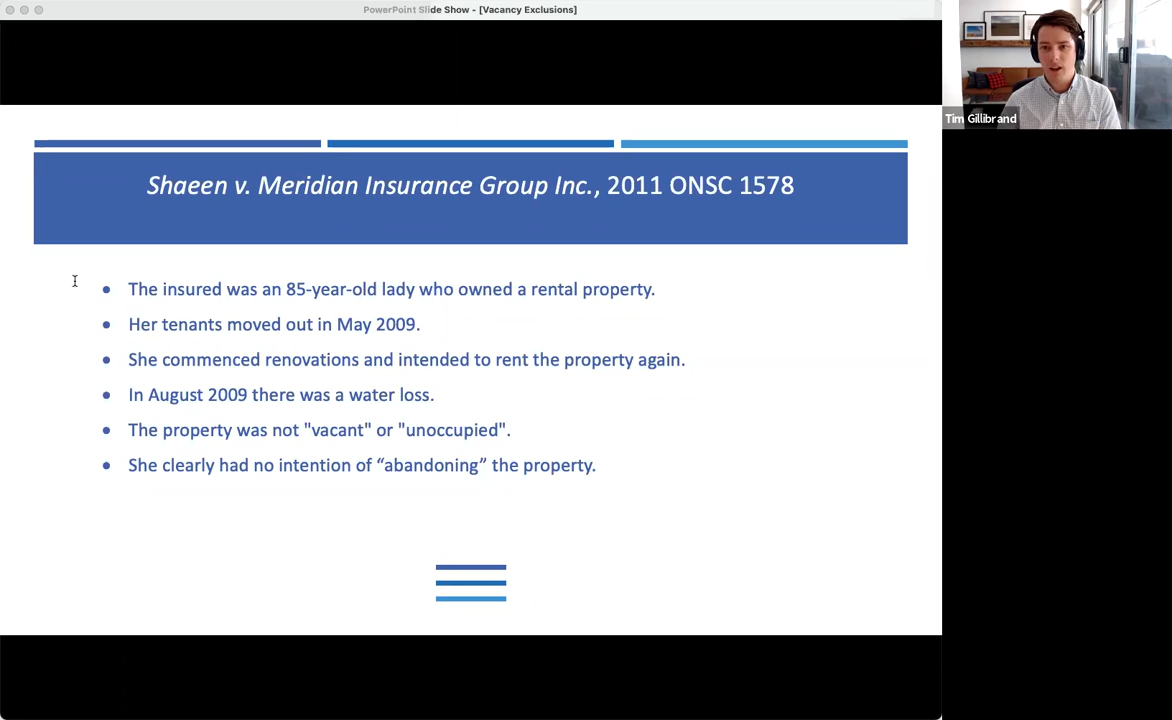 PowerPoint Slide Show - [Vacancy Exclusions]
Tim Gillibrand
Shaeen v. Meridian Insurance Group Inc., 2011 ONSC 1578
• The insured was an 85-year-old lady who owned a rental property.
• Her tenants moved out in May 2009.
• She commenced renovations and intended to rent the property again.
• In August 2009 there was a water loss.
• The property was not "vacant" or "unoccupied".
• She clearly had no intention of “abandoning” the property.